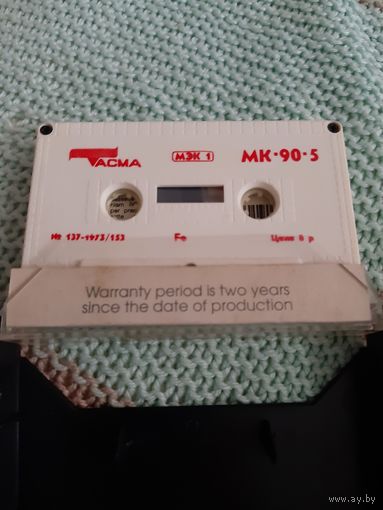 ТАСМА
МЭК 1
МК·90·5
№ 137-1973/153
Fe
Цена 8 р
Warranty period is two years
since the date of production
www.ay.by